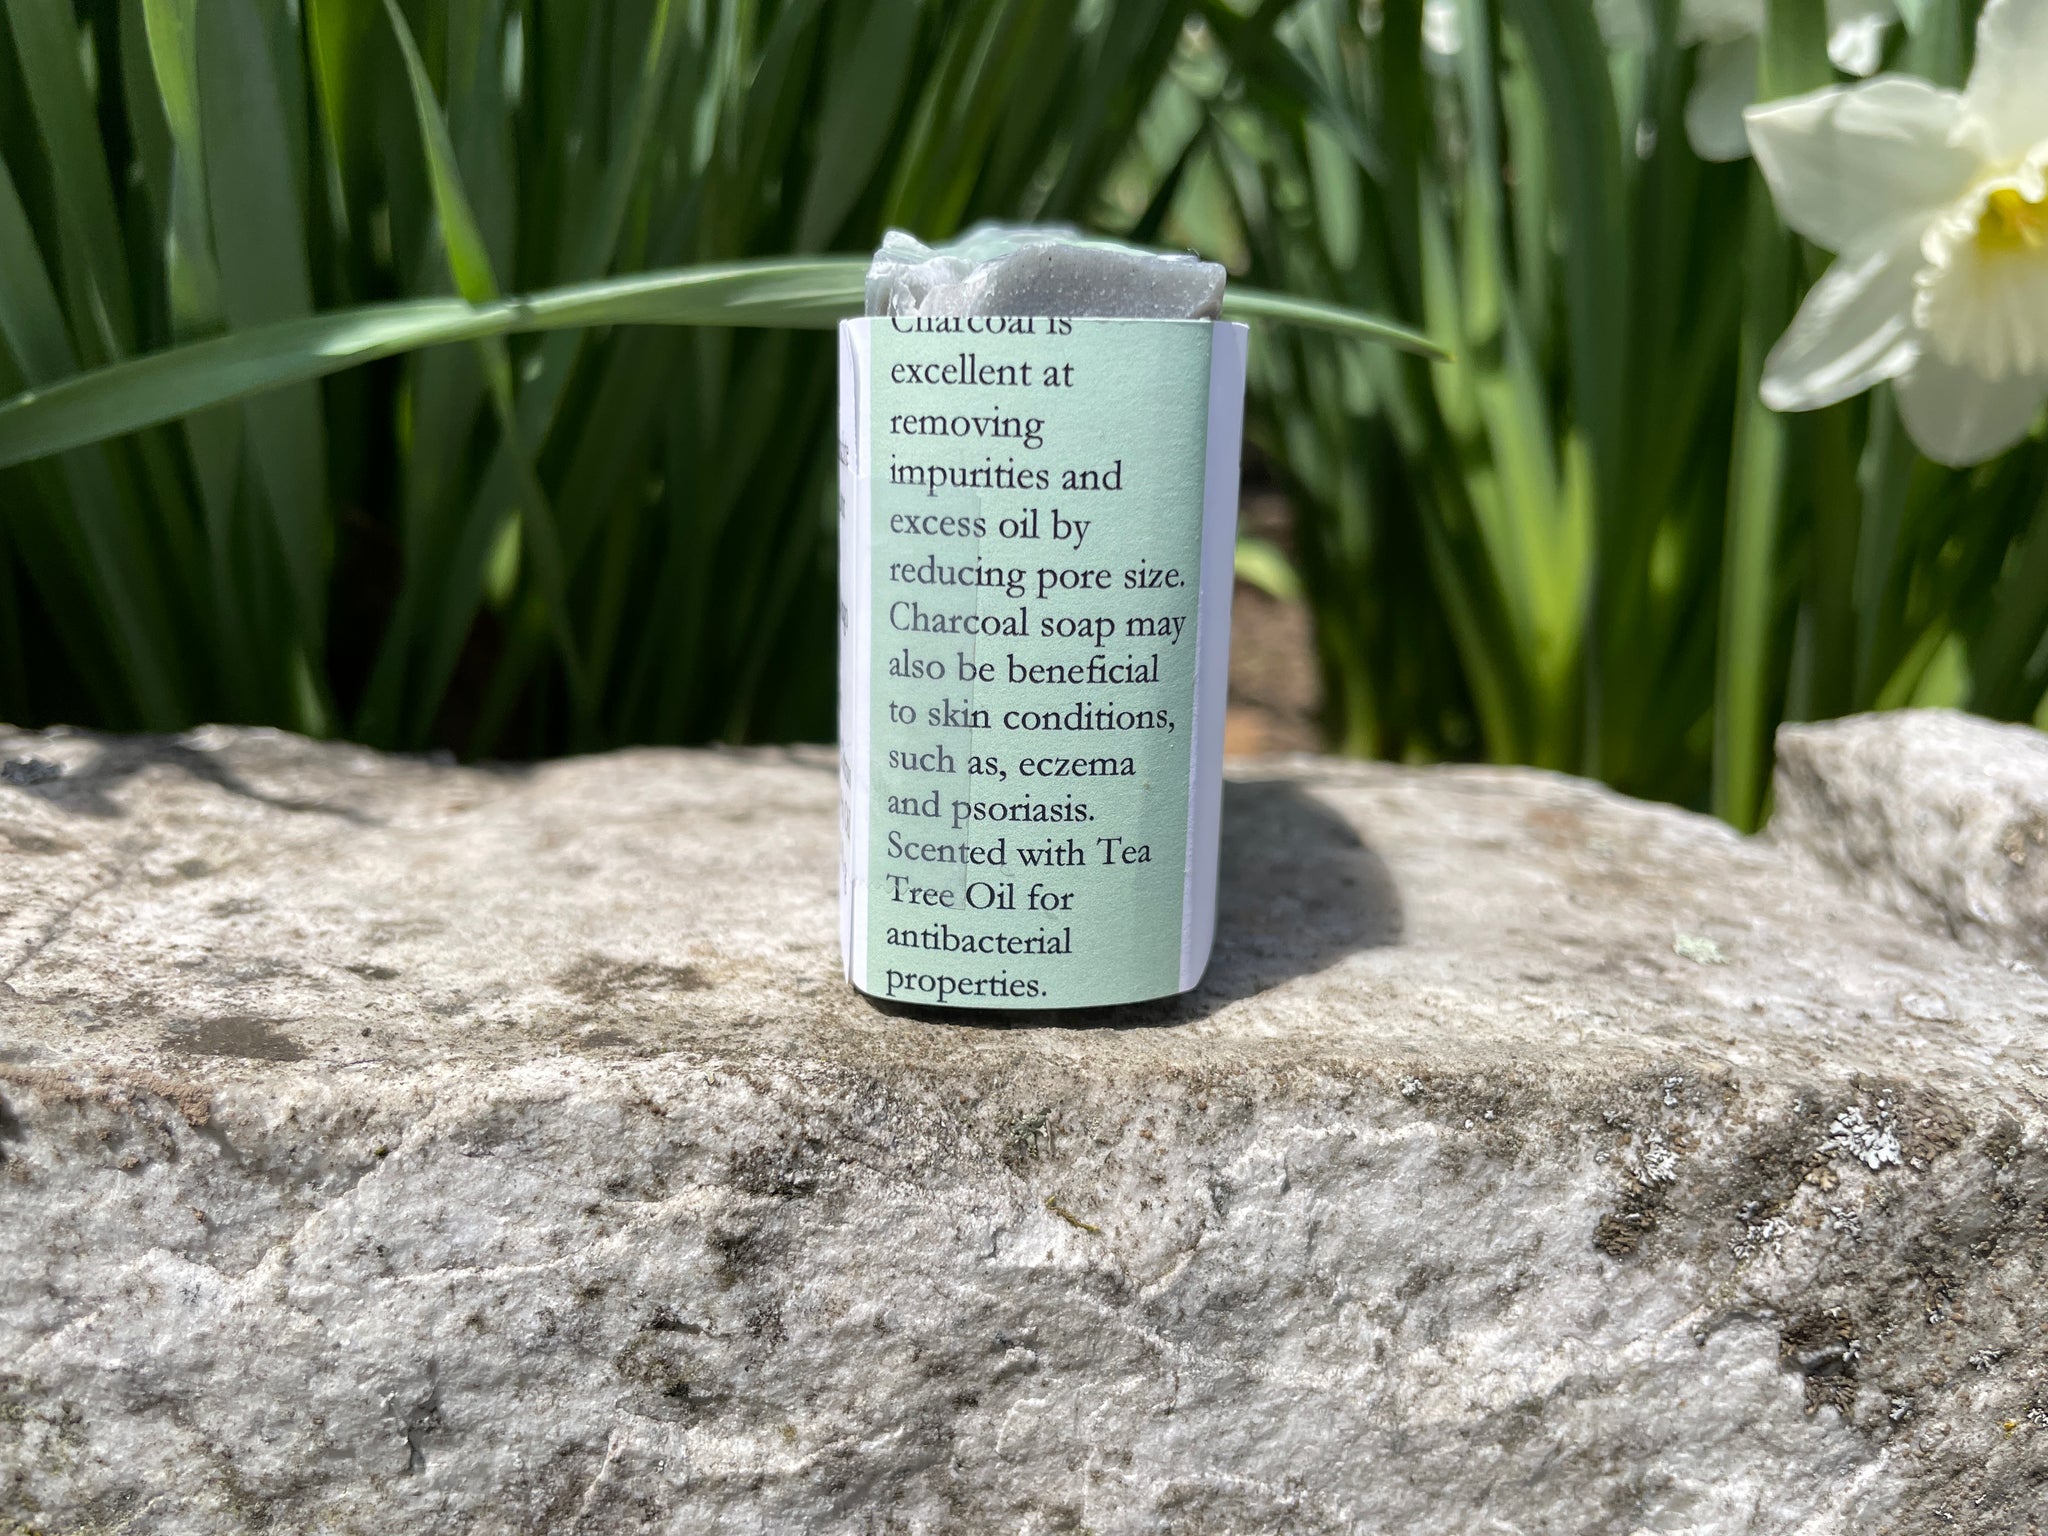 Charcoal is
excellent at
removing
impurities and
excess oil by
reducing pore size.
Charcoal soap may
also be beneficial
to skin conditions,
such as, eczema
and psoriasis.
Scented with Tea
Tree Oil for
antibacterial
properties.